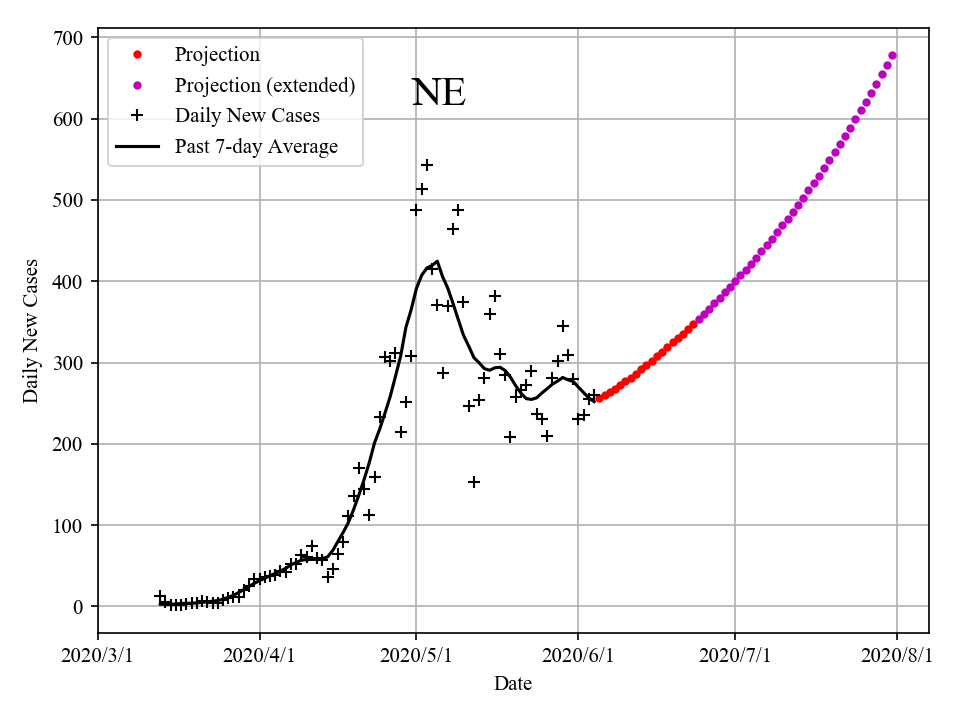 700
600
500
400
300
200
100
0
Daily New Cases
Projection
Projection (extended)
Daily New Cases
Past 7-day Average
NE
2020/3/1 2020/4/1 2020/5/1 2020/6/1 2020/7/1 2020/8/1
Date